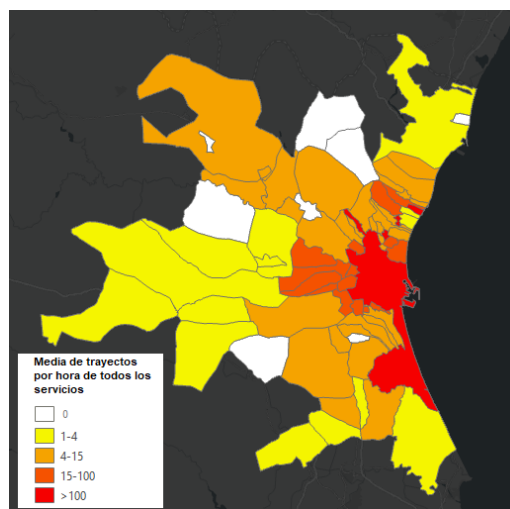 Media de trayectos
por hora de todos los
servicios
0
1-4
4-15
15-100
>100